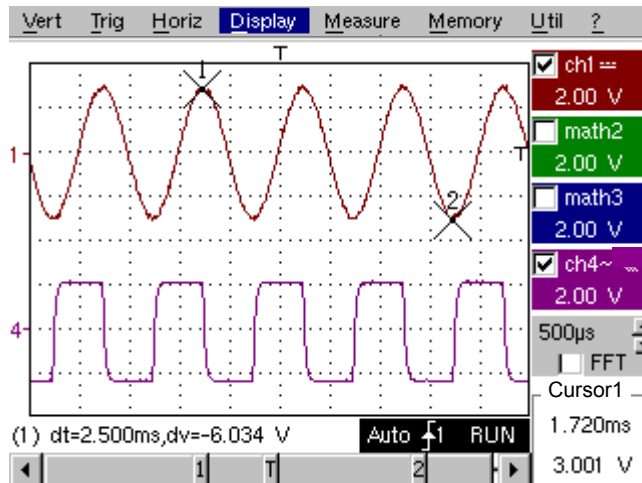 Vert Trig Horiz Display Measure Memory Util ?
T
1
ch1
2.00 V
1
T
math2
2.00 V
math3
2.00 V
2
ch4~
2.00 V
4
500µs
FFT
Cursor1
1.720ms
3.001 V
(1) dt=2.500ms,dv=-6.034 V
Auto 1 RUN
1 T 2